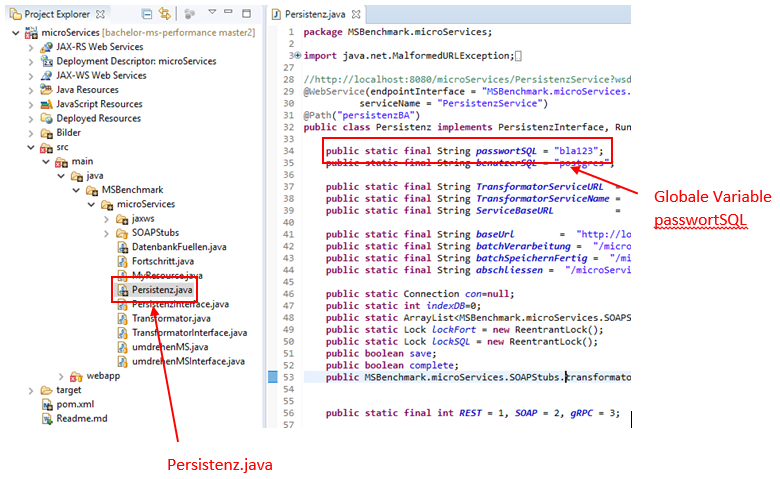 Project Explorer
microServices [bachelor-ms-performance master2]
JAX-RS Web Services
Deployment Descriptor: microServices
JAX-WS Web Services
Java Resources
JavaScript Resources
Deployed Resources
Bilder
src
main
java
MSBenchmark
microServices
jaxws
SOAPStubs
DatenbankFuellen.java
Fortschritt.java
MyResource.java
Persistenz.java
PersistenzInterface.java
Transformator.java
TransformatorInterface.java
umdrehenMS.java
umdrehenMSInterface.java
webapp
target
pom.xml
Readme.md
Persistenz.java
Persistenz.java
1 package MSBenchmark.microServices;
2
3 import java.net.MalformedURLException;
27
28 //http://localhost:8080/microServices/PersistenzService?wsd
29 @WebService(endpointInterface = "MSBenchmark.microServices.
30 serviceName = "PersistenzService")
31 @Path("persistenzBA")
32 public class Persistenz implements PersistenzInterface, Run
33
34 public static final String passwortSQL = "bla123";
35 public static final String benutzerSQL = "postgres";
36
37 public static final String TransformatorServiceURL =
38 public static final String TransformatorServiceName =
39 public static final String ServiceBaseURL =
40
41 public static final String baseUrl = "http://lo
42 public static final String batchVerarbeitung = "/micro
43 public static final String batchSpeichernFertig = "/mi
44 public static final String abschliessen = "/microServi
45
46 public static Connection con=null;
47 public static int indexDB=0;
48 public static ArrayList<MSBenchmark.microServices.SOAPS
49 public static Lock lockFort = new ReentrantLock();
50 public static Lock lockSQL = new ReentrantLock();
51 public boolean save;
52 public boolean complete;
53 public MSBenchmark.microServices.SOAPStubs.transformato
54
55
56 public static final int REST = 1, SOAP = 2, gRPC = 3;
57
Globale Variable
passwortSQL